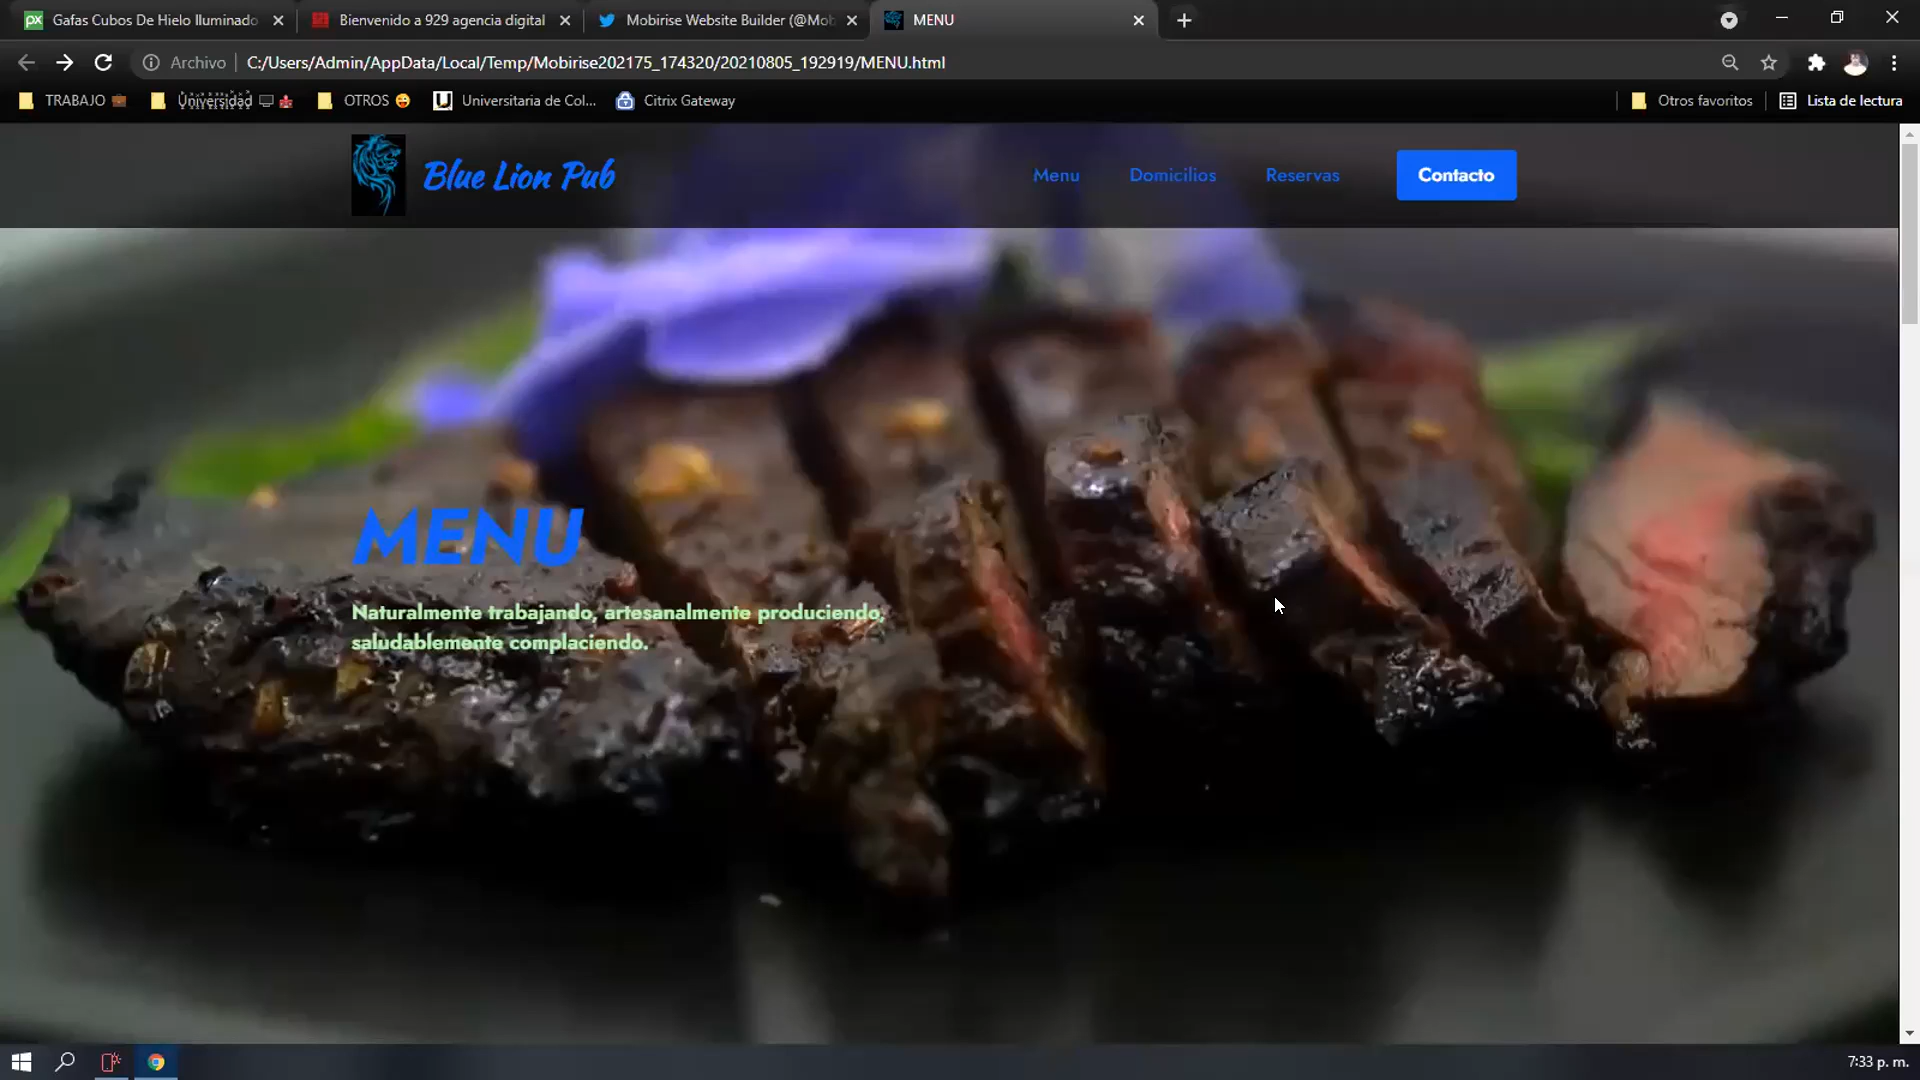 Gafas Cubos De Hielo Iluminado
Bienvenido a 929 agencia digital
Mobirise Website Builder (@Mob
MENU
Archivo
C:/Users/Admin/AppData/Local/Temp/Mobirise202175_174320/20210805_192919/MENU.html
TRABAJO
Universidad
OTROS
Universitaria de Col...
Citrix Gateway
Otros favoritos
Lista de lectura
Blue Lion Pub
Menu
Domicilios
Reservas
Contacto
MENU
Naturalmente trabajando, artesanalmente produciendo,
saludablemente complaciendo.
7:33 p. m.